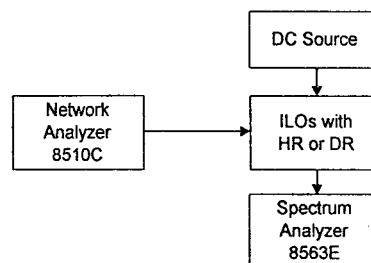 DC Source
Network
Analyzer
8510C
ILOs with
HR or DR
Spectrum
Analyzer
8563E